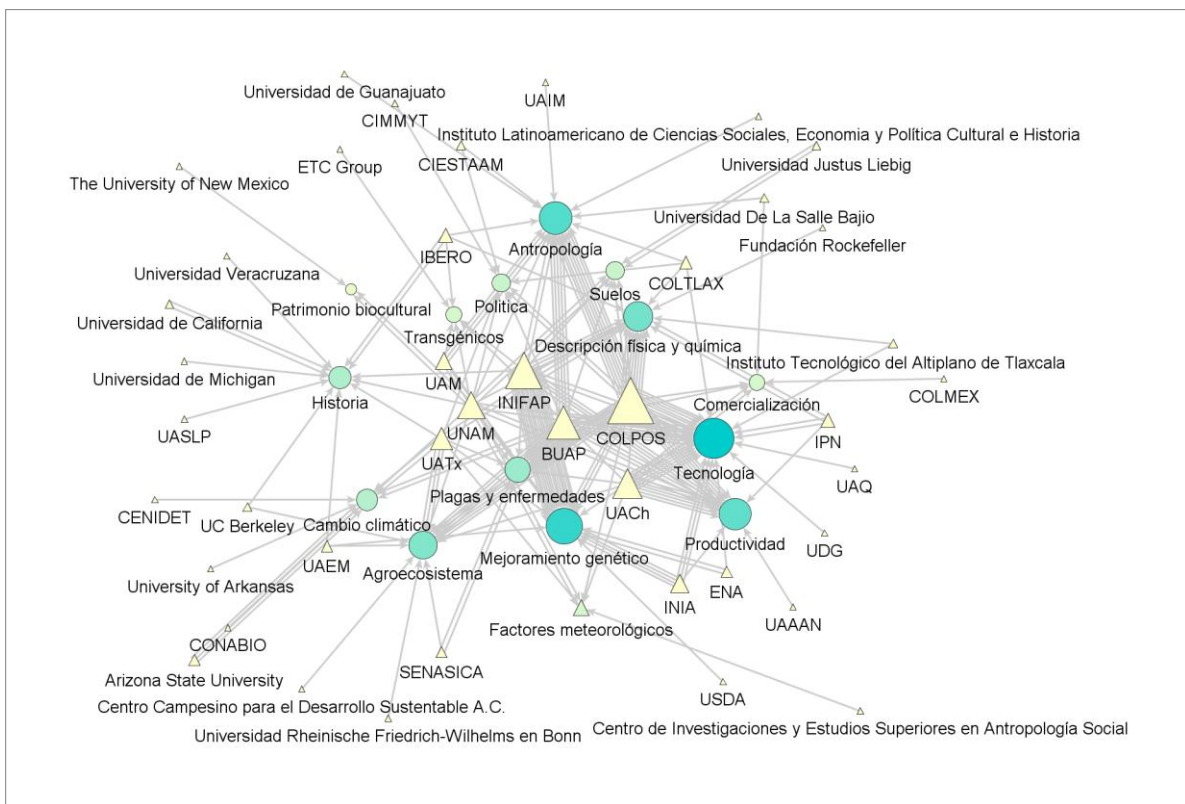 Universidad de Guanajuato
UAIM
CIMMYT
Instituto Latinoamericano de Ciencias Sociales, Economia y Política Cultural e Historia
ETC Group
CIESTAAM
Universidad Justus Liebig
The University of New Mexico
Universidad De La Salle Bajio
Antropología
IBERO
Fundación Rockefeller
Universidad Veracruzana
COLTLAX
Suelos
Patrimonio biocultural
Politica
Universidad de California
Transgénicos
Descripción física y química
Instituto Tecnológico del Altiplano de Tlaxcala
UAM
Universidad de Michigan
INIFAP
COLMEX
Historia
Comercialización
UASLP
UNAM
COLPOS
IPN
BUAP
UATx
Tecnología
UAQ
Plagas y enfermedades
CENIDET
UACh
UC Berkeley
Cambio climático
Productividad
UDG
Mejoramiento genético
UAEM
Agroecosistema
University of Arkansas
ENA
INIA
UAAAN
Factores meteorológicos
CONABIO
SENASICA
Arizona State University
USDA
Centro Campesino para el Desarrollo Sustentable A.C.
Centro de Investigaciones y Estudios Superiores en Antropología Social
Universidad Rheinische Friedrich-Wilhelms en Bonn